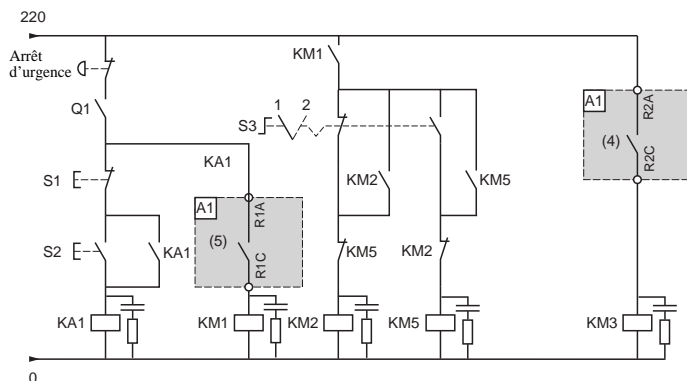 220
Arrêt
d'urgence
KM1
Q1
A1
R2A
S3
1
2
(4)
R2C
KA1
S1
KM2
KM5
A1
R1A
S2
KA1
(5)
R1C
KM5
KM2
KA1
KM1
KM2
KM5
KM3
0